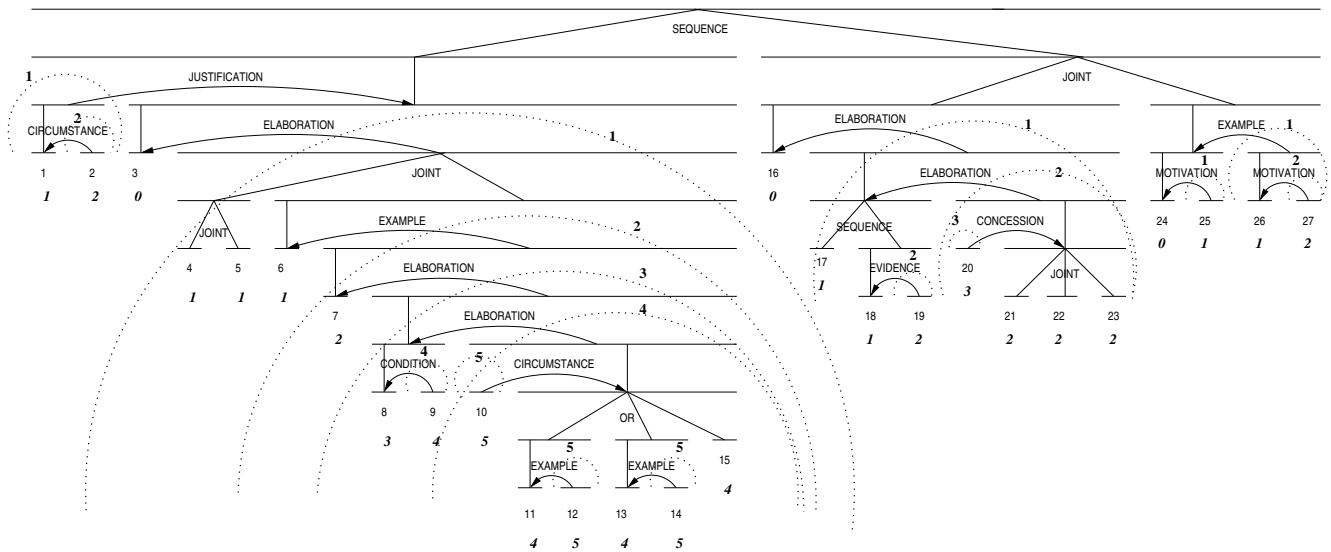 SEQUENCE
1 JUSTIFICATION JOINT
2 CIRCUMSTANCE ELABORATION 1 ELABORATION 1 EXAMPLE 1
1 2 3 JOINT 16 ELABORATION 2 MOTIVATION 1 MOTIVATION 2
1 2 0 0 24 25 26 27
JOINT EXAMPLE 2 SEQUENCE 3 CONCESSION 0 1 1 2
4 5 6 ELABORATION 3 17 EVIDENCE 2 20 JOINT
1 1 1 1 3
7 ELABORATION 4 18 19 21 22 23
2 1 2 2 2 2
CONDITION 4 5 CIRCUMSTANCE
8 9 10 OR
3 4 5
EXAMPLE 5 EXAMPLE 5 15
4
11 12 13 14
4 5 4 5